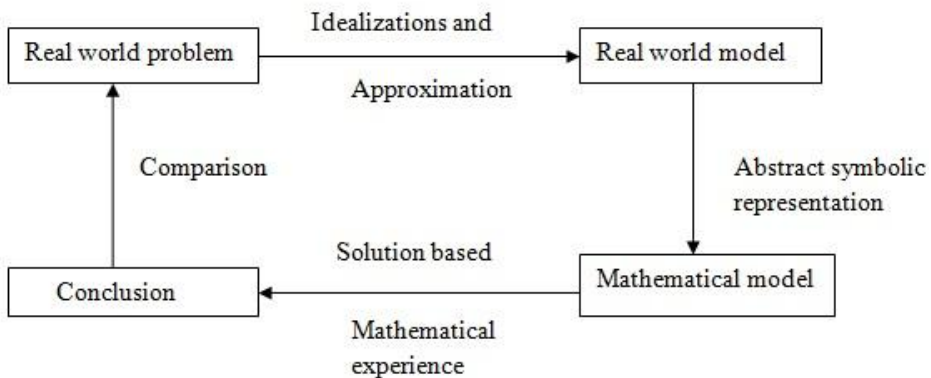 Idealizations and
Real world problem
Real world model
Approximation
Comparison
Abstract symbolic
representation
Solution based
Conclusion
Mathematical model
Mathematical
experience